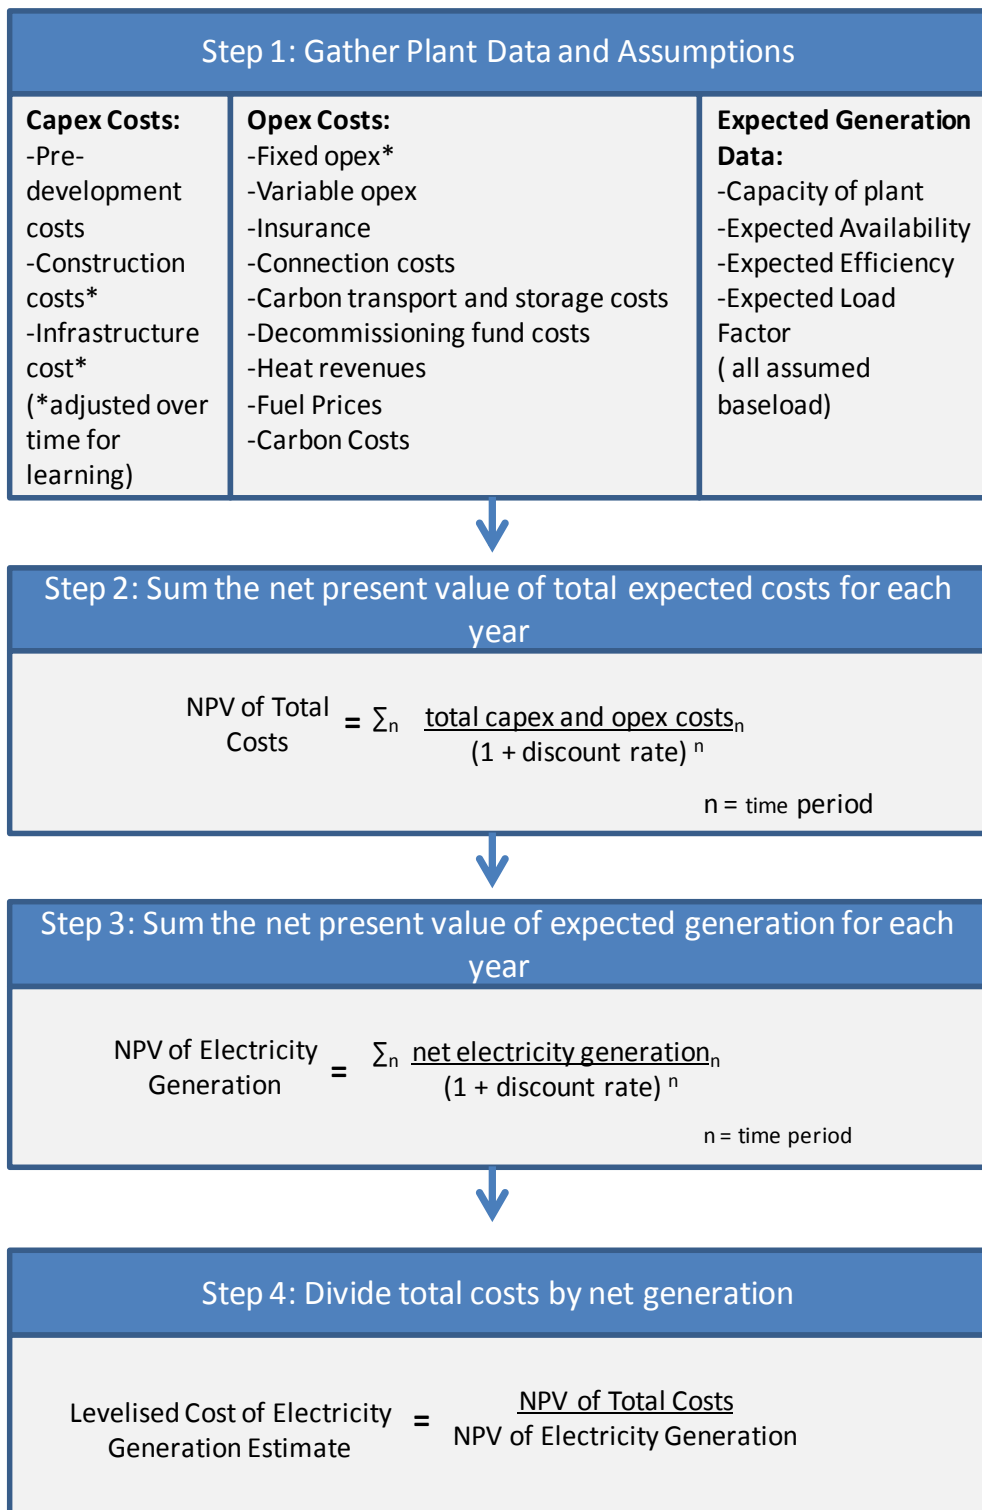 Step 1: Gather Plant Data and Assumptions
Capex Costs:
-Pre-
development
costs
-Construction
costs*
-Infrastructure
cost*
(*adjusted over
time for
learning)
Opex Costs:
-Fixed opex*
-Variable opex
-Insurance
-Connection costs
-Carbon transport and storage costs
-Decommissioning fund costs
-Heat revenues
-Fuel Prices
-Carbon Costs
Expected Generation
Data:
-Capacity of plant
-Expected Availability
-Expected Efficiency
-Expected Load
Factor
( all assumed
baseload)
Step 2: Sum the net present value of total expected costs for each
year
NPV of Total
Costs
= ∑n total capex and opex costsn
(1 + discount rate) n
n = time period
Step 3: Sum the net present value of expected generation for each
year
NPV of Electricity
Generation
= ∑n net electricity generationn
(1 + discount rate) n
n = time period
Step 4: Divide total costs by net generation
Levelised Cost of Electricity
Generation Estimate
= NPV of Total Costs
NPV of Electricity Generation